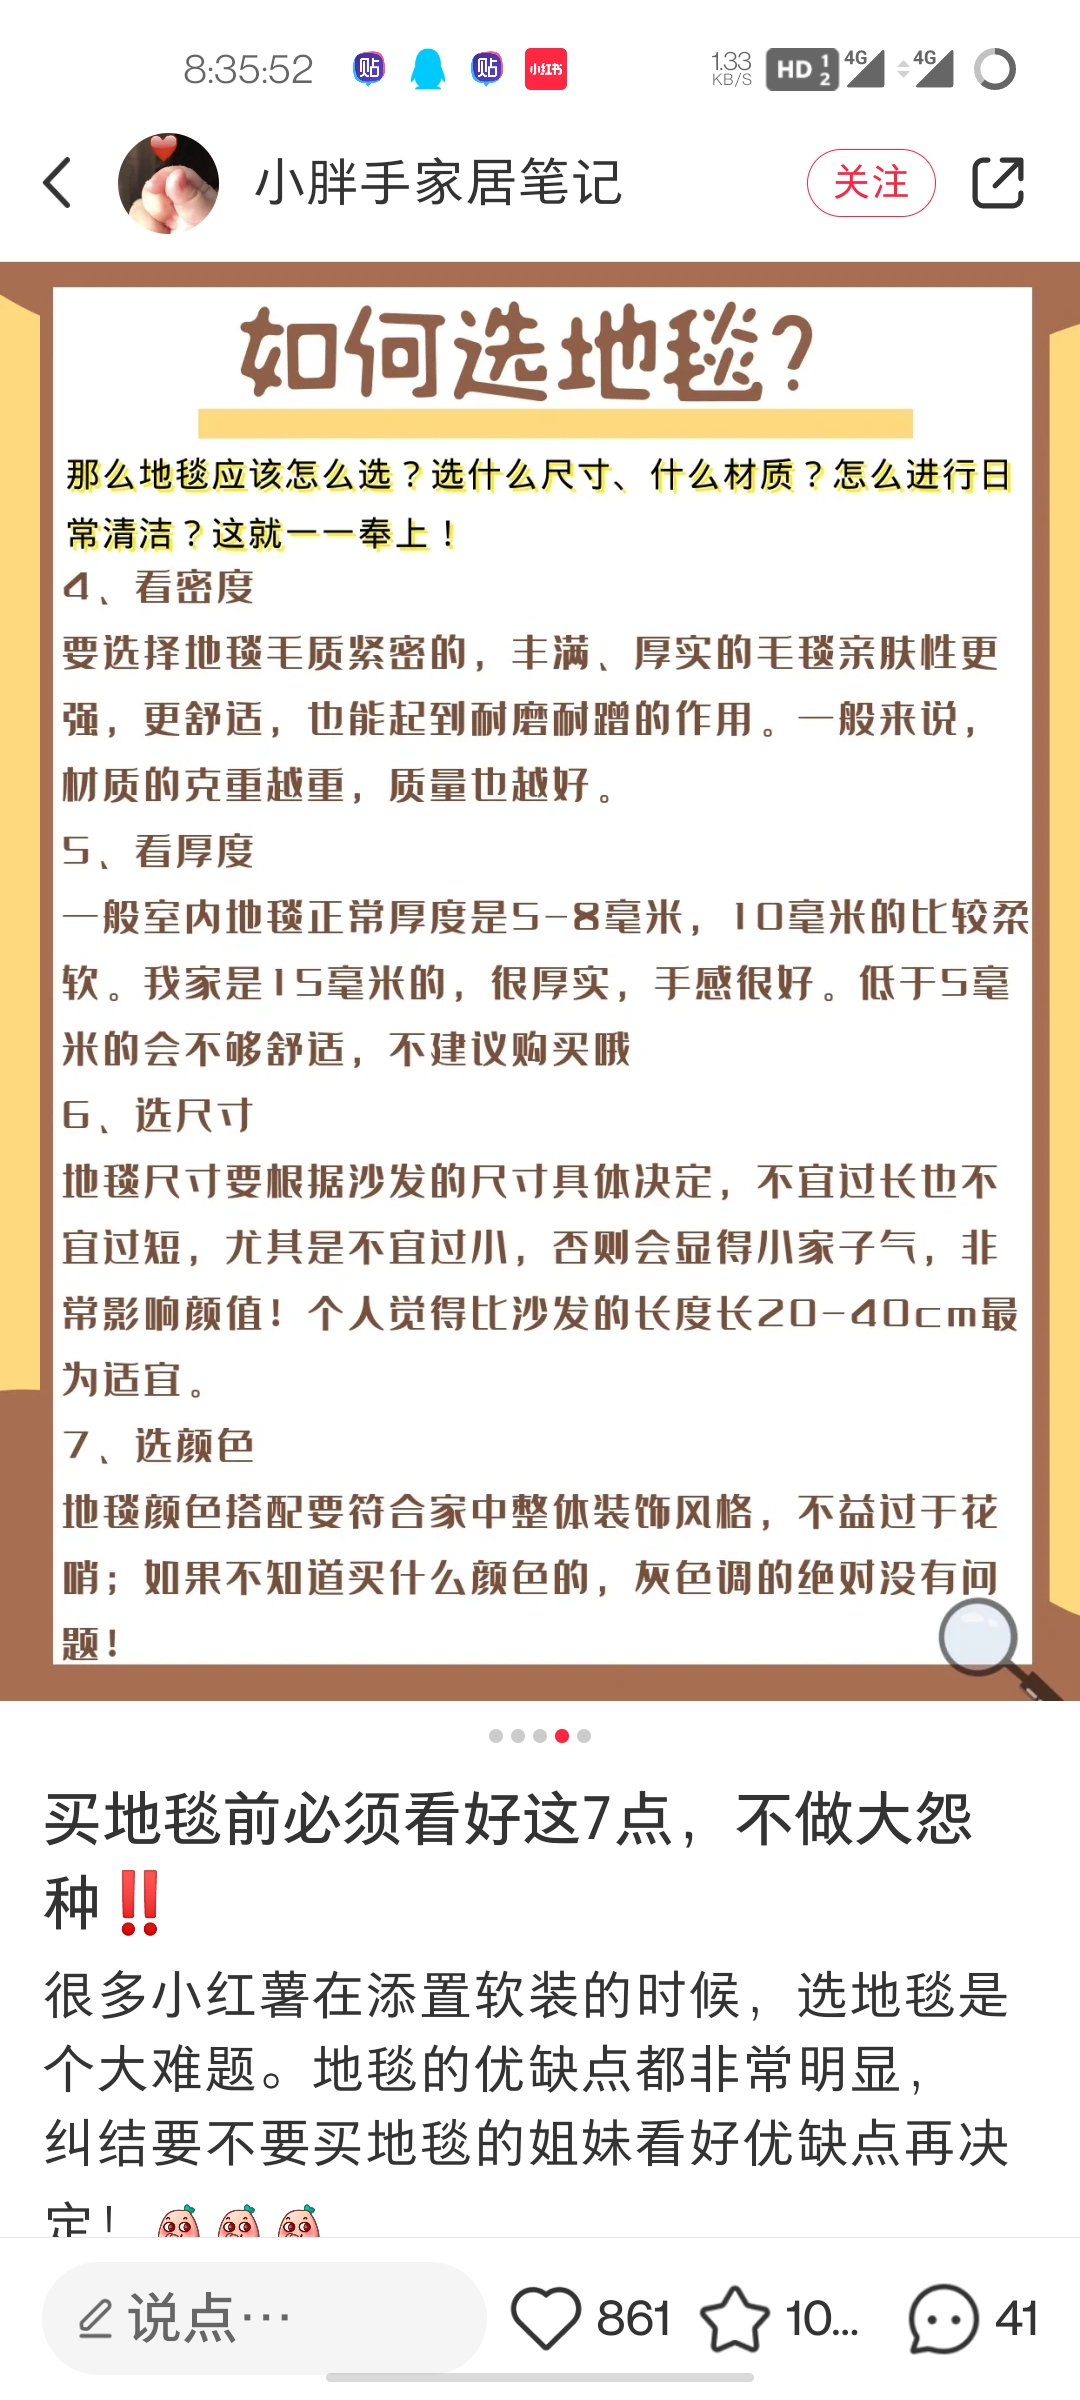 8:35:52 贴 贴 小红书 1.33 KB/S HD 1 2 4G 4G
小胖手家居笔记 关注
如何选地毯?
那么地毯应该怎么选？选什么尺寸、什么材质？怎么进行日
常清洁？这就一一奉上！
4、看密度
要选择地毯毛质紧密的，丰满、厚实的毛毯亲肤性更
强，更舒适，也能起到耐磨耐蹭的作用。一般来说，
材质的克重越重，质量也越好。
5、看厚度
一般室内地毯正常厚度是5-8毫米，10毫米的比较柔
软。我家是15毫米的，很厚实，手感很好。低于5毫
米的会不够舒适，不建议购买哦
6、选尺寸
地毯尺寸要根据沙发的尺寸具体决定，不宜过长也不
宜过短，尤其是不宜过小，否则会显得小家子气，非
常影响颜值！个人觉得比沙发的长度长20-40cm最
为适宜。
7、选颜色
地毯颜色搭配要符合家中整体装饰风格，不益过于花
哨；如果不知道买什么颜色的，灰色调的绝对没有问
题！
买地毯前必须看好这7点，不做大怨
种‼️
很多小红薯在添置软装的时候，选地毯是
个大难题。地毯的优缺点都非常明显，
纠结要不要买地毯的姐妹看好优缺点再决
定！
说点… 861 10... 41